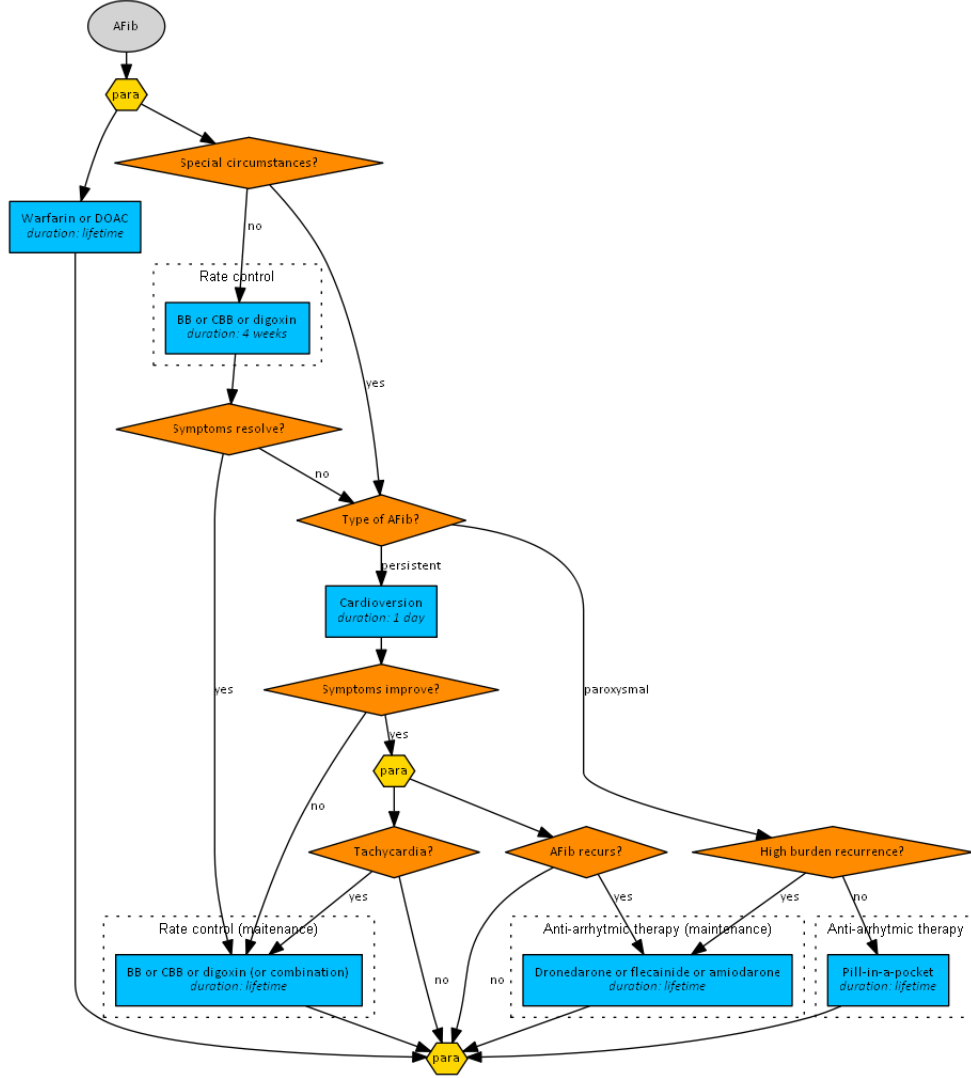 AFib
para
Special circumstances?
Warfarin or DOAC
duration: lifetime
no
Rate control
BB or CBB or digoxin
duration: 4 weeks
yes
Symptoms resolve?
no
Type of AFib?
persistent
Cardioversion
duration: 1 day
yes
Symptoms improve?
paroxysmal
yes
para
no
Tachycardia?
AFib recurs?
High burden recurrence?
yes
yes
yes
no
Rate control (maitenance)
Anti-arrhytmic therapy (maintenance)
Anti-arrhytmic therapy
BB or CBB or digoxin (or combination)
duration: lifetime
no
no
Dronedarone or flecainide or amiodarone
duration: lifetime
Pill-in-a-pocket
duration: lifetime
para